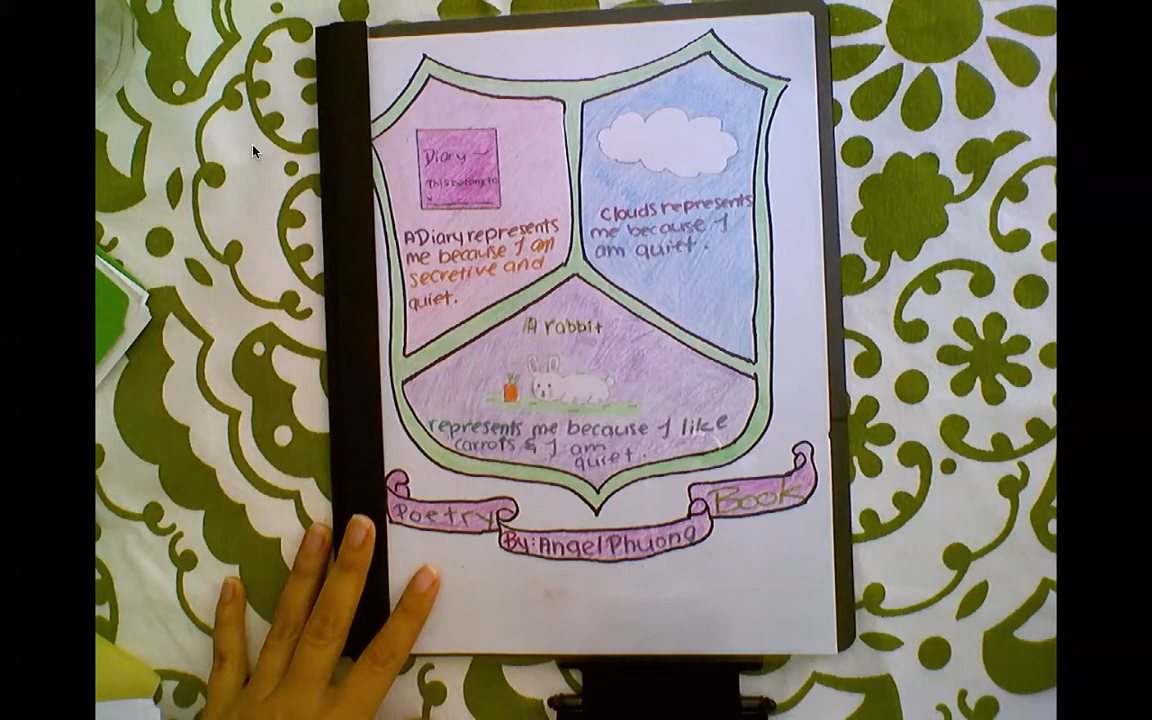 Diary
This belong to
x
A Diary represents
me because I am
secretive and
quiet.
Clouds represents
me because I
am quiet.
A rabbit
represents me because I like
carrots & I am
quiet.
Poetry
Book
By: Angel Phuong